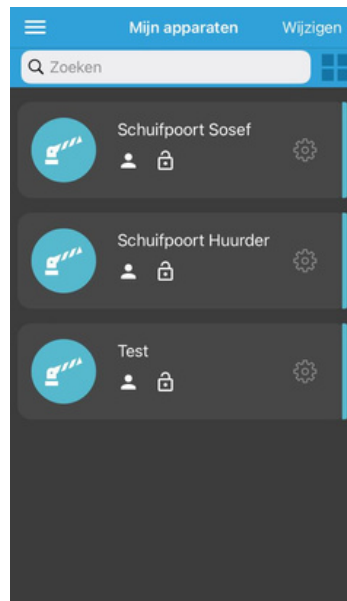 Mijn apparaten
Wijzigen
Zoeken
Schuifpoort Sosef
Schuifpoort Huurder
Test